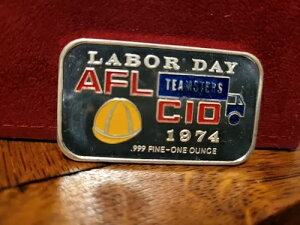 LABOR DAY
AFL TEAMSTERS
CIO
1974
.999 FINE-ONE OUNCE